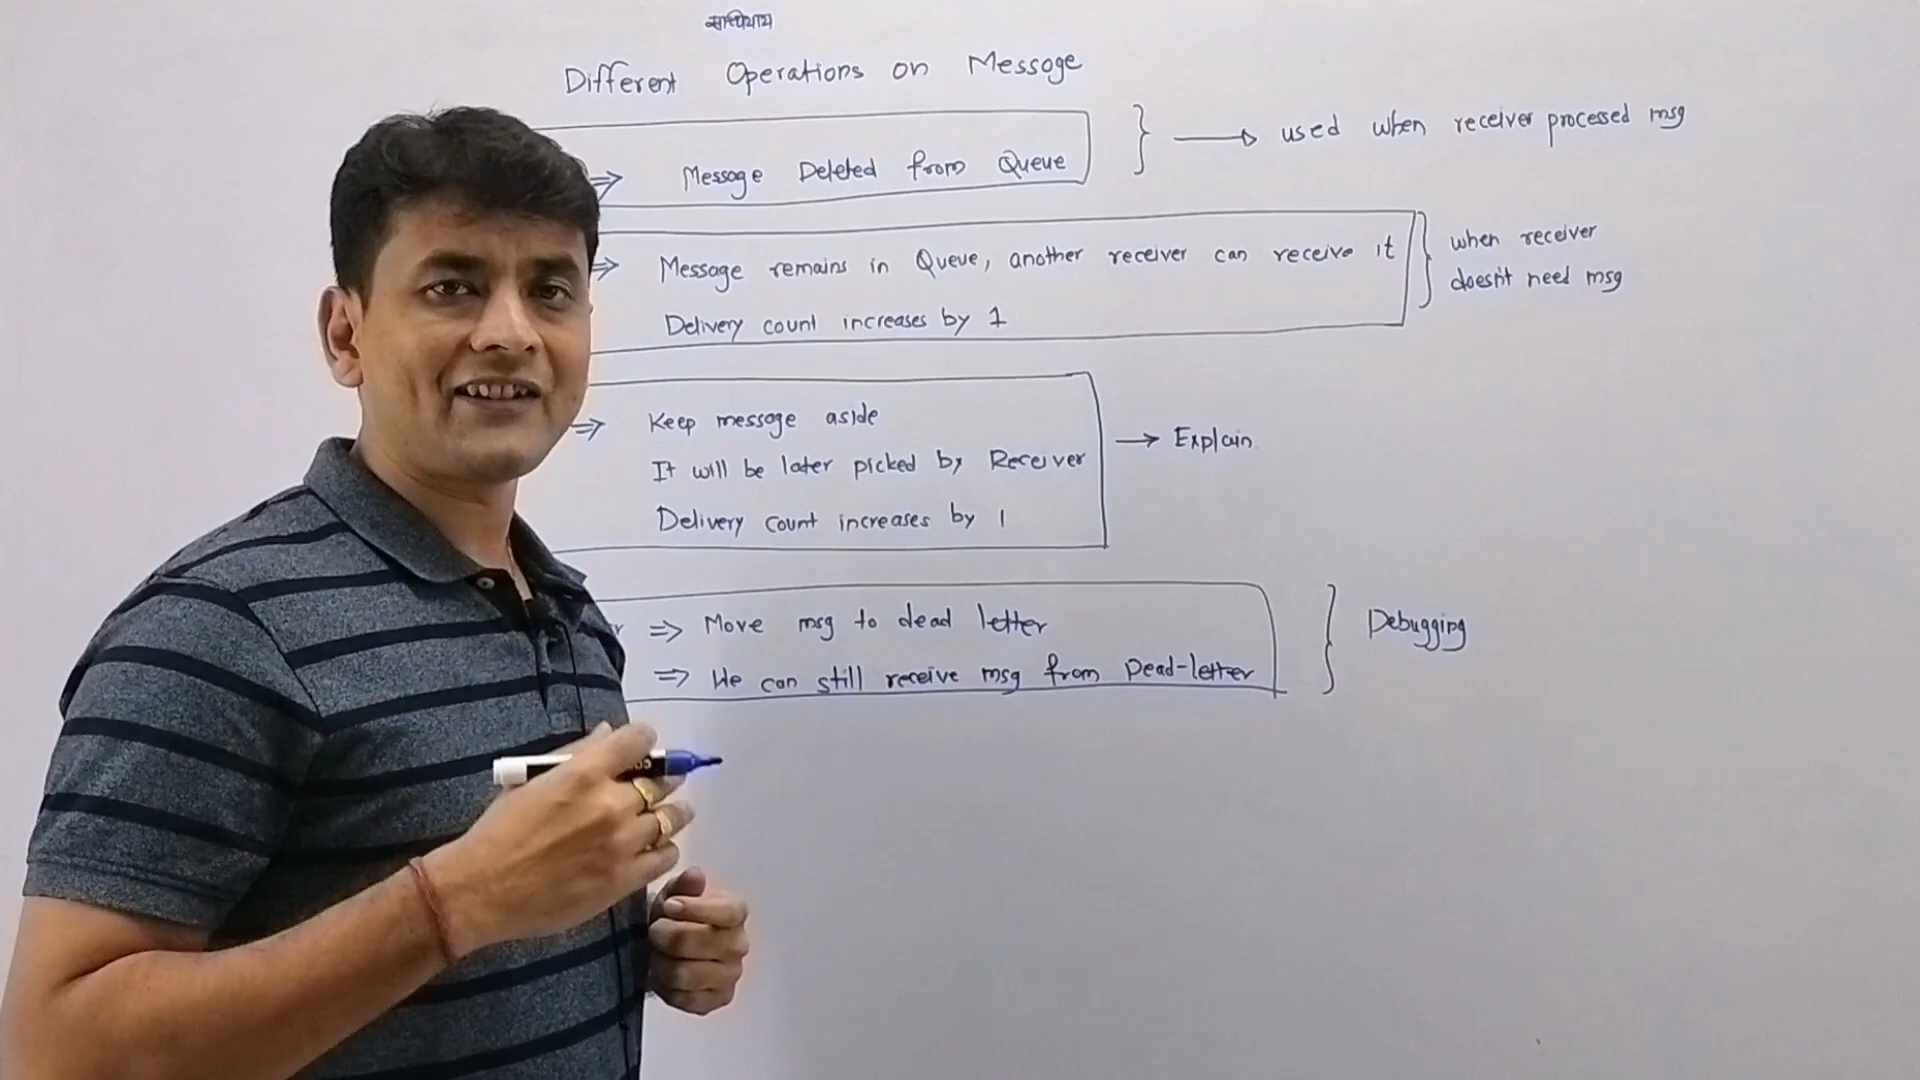 Different Operations on Message
⇒ Message Deleted from Queue
→ used when receiver processed msg
⇒ Message remains in Queue, another receiver can receive it
Delivery count increases by 1
when receiver
doesn't need msg
⇒ Keep message aside
It will be later picked by Receiver
Delivery count increases by 1
→ Explain
r ⇒ Move msg to dead letter
⇒ He can still receive msg from Dead-letter
Debugging